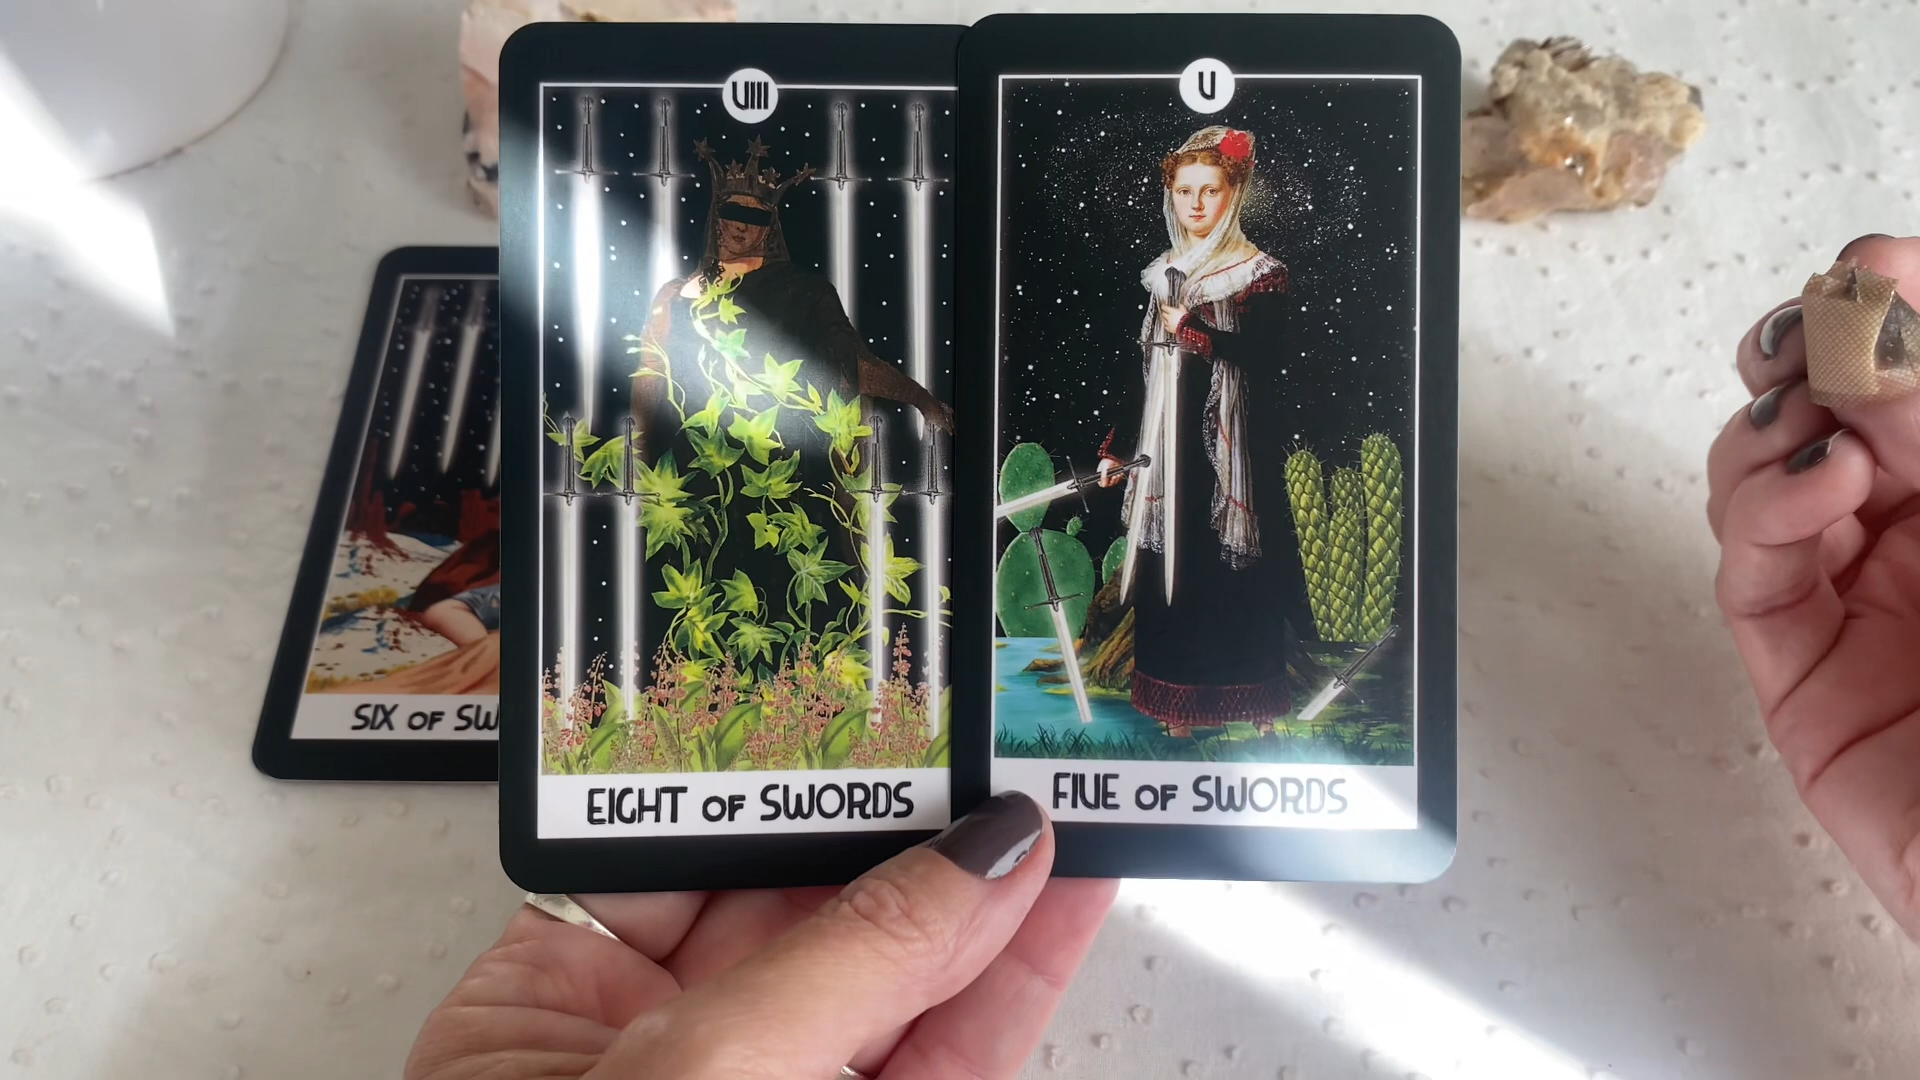 VIII
V
EIGHT OF SWORDS
FIVE OF SWORDS
SIX OF SW